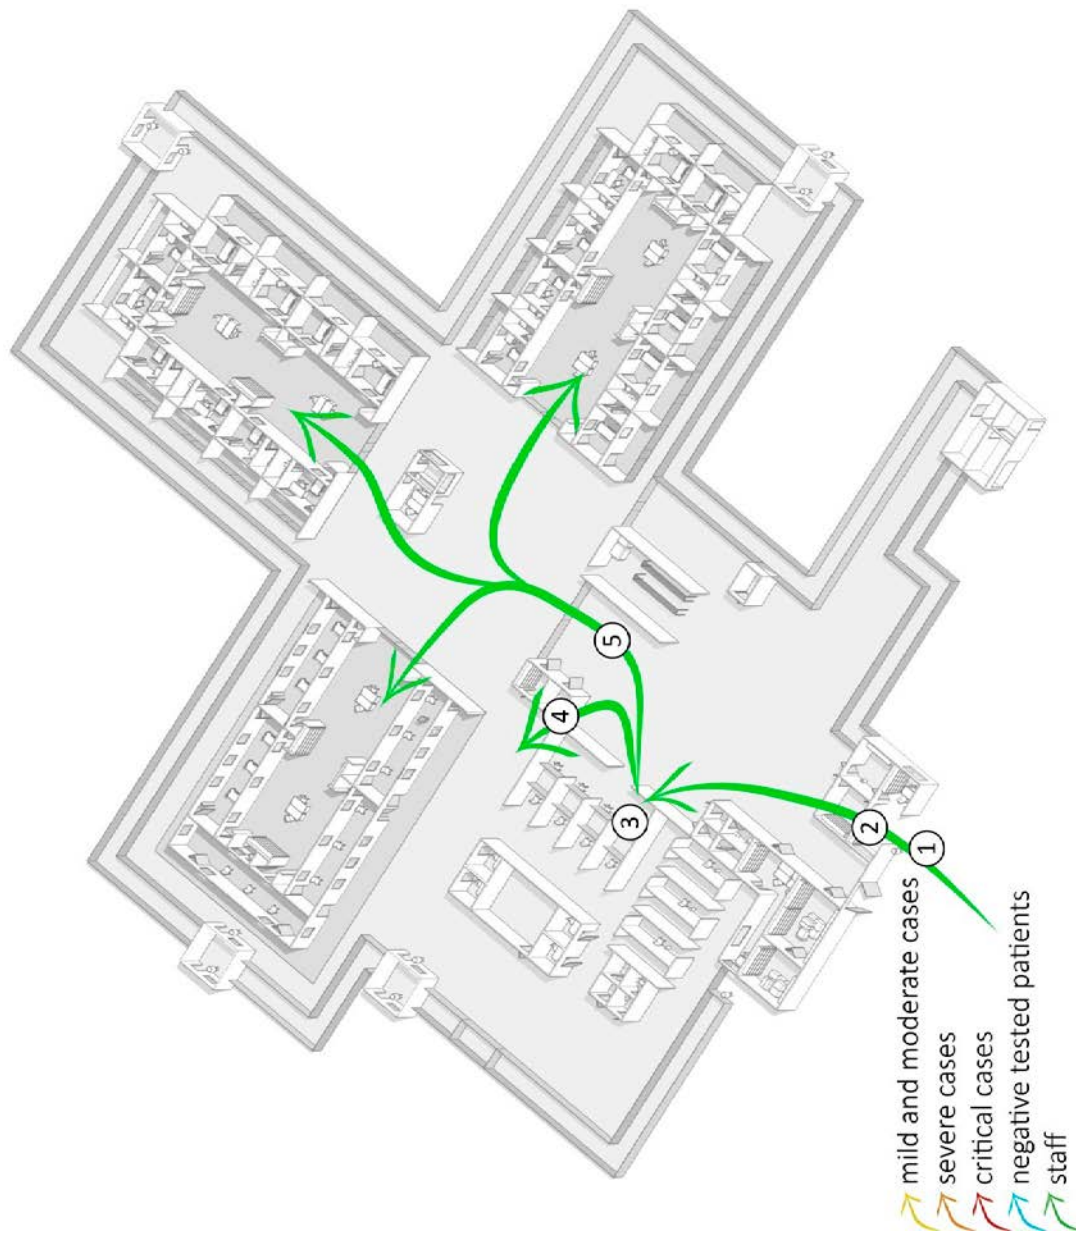 mild and moderate cases
severe cases
critical cases
negative tested patients
staff
1
2
3
4
5